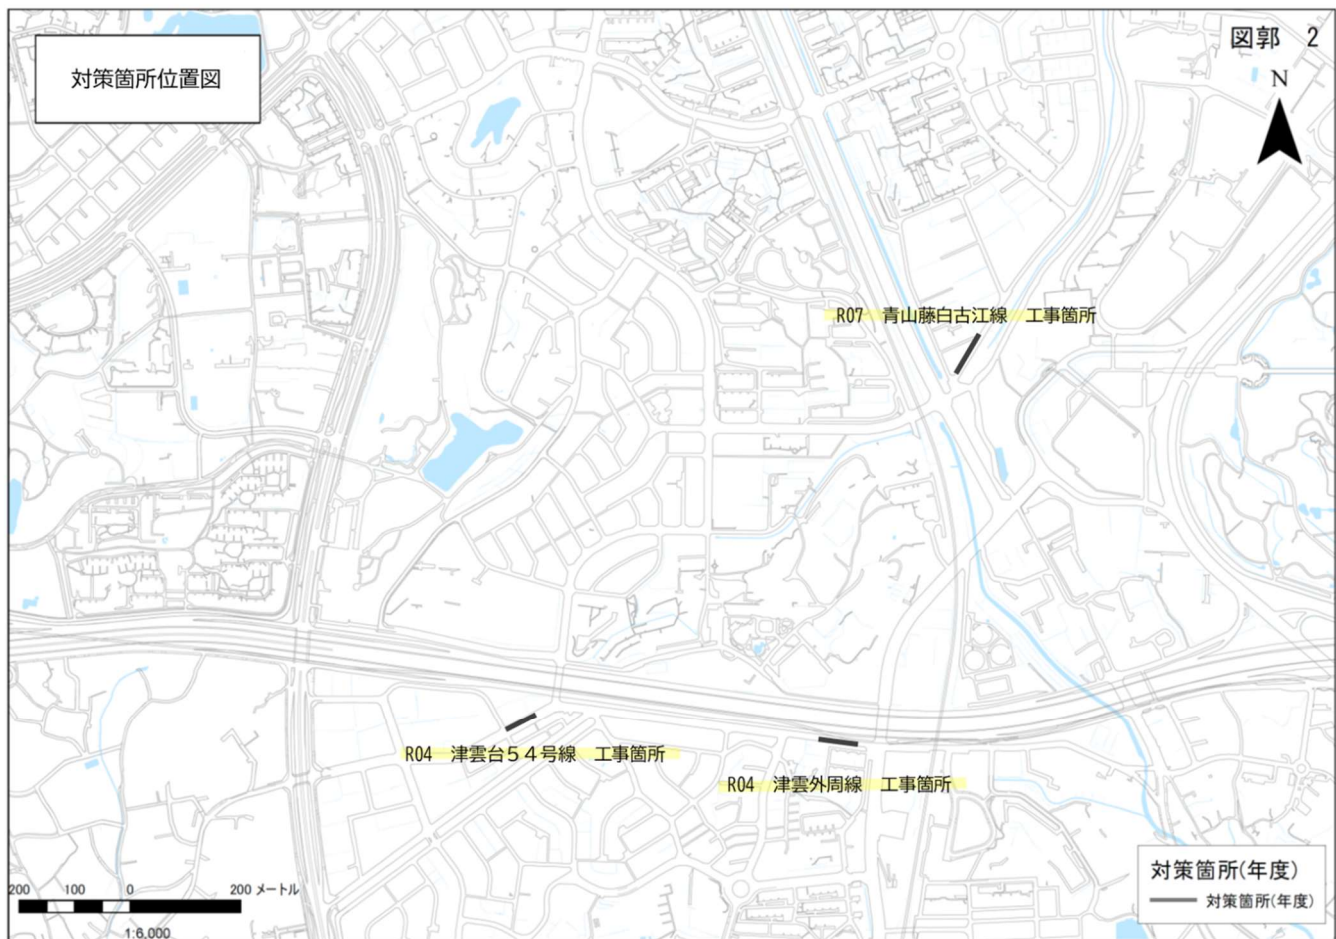 対策箇所位置図
図郭 2
N
R07 青山藤白古江線 工事箇所
R04 津雲台５４号線 工事箇所
R04 津雲外周線 工事箇所
200 100 0 200 メートル
1:6,000
対策箇所(年度)
対策箇所(年度)